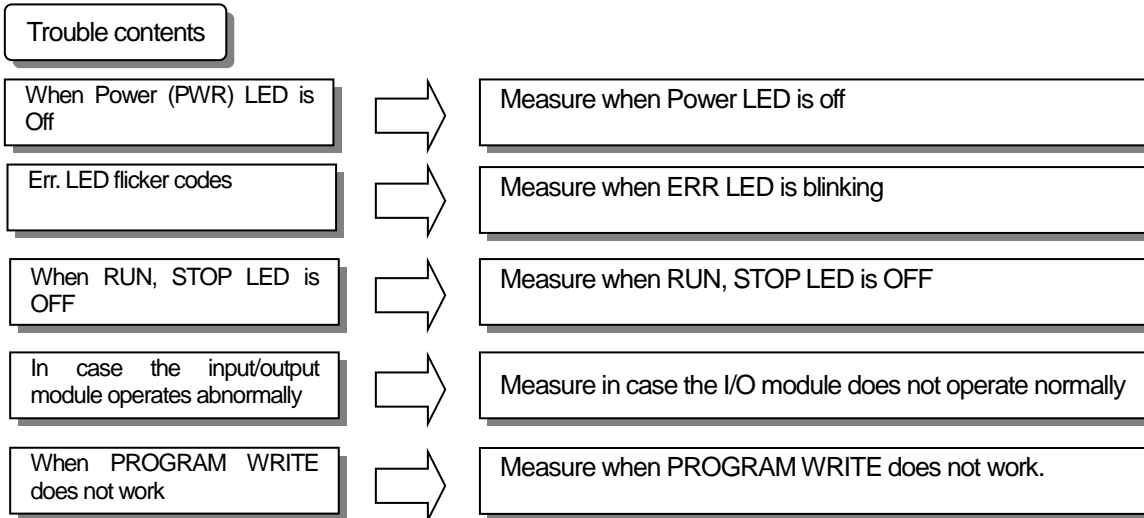 Trouble contents
When Power (PWR) LED is
Off
Measure when Power LED is off
Err. LED flicker codes
Measure when ERR LED is blinking
When RUN, STOP LED is
OFF
Measure when RUN, STOP LED is OFF
In case the input/output
module operates abnormally
Measure in case the I/O module does not operate normally
When PROGRAM WRITE
does not work
Measure when PROGRAM WRITE does not work.